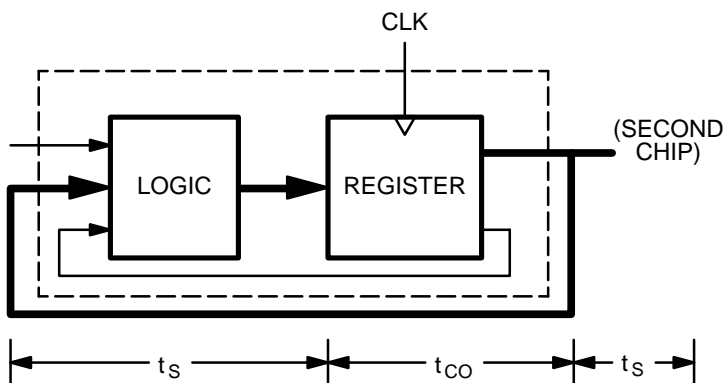 CLK
(SECOND
CHIP)
LOGIC
REGISTER
tS
tCO
tS